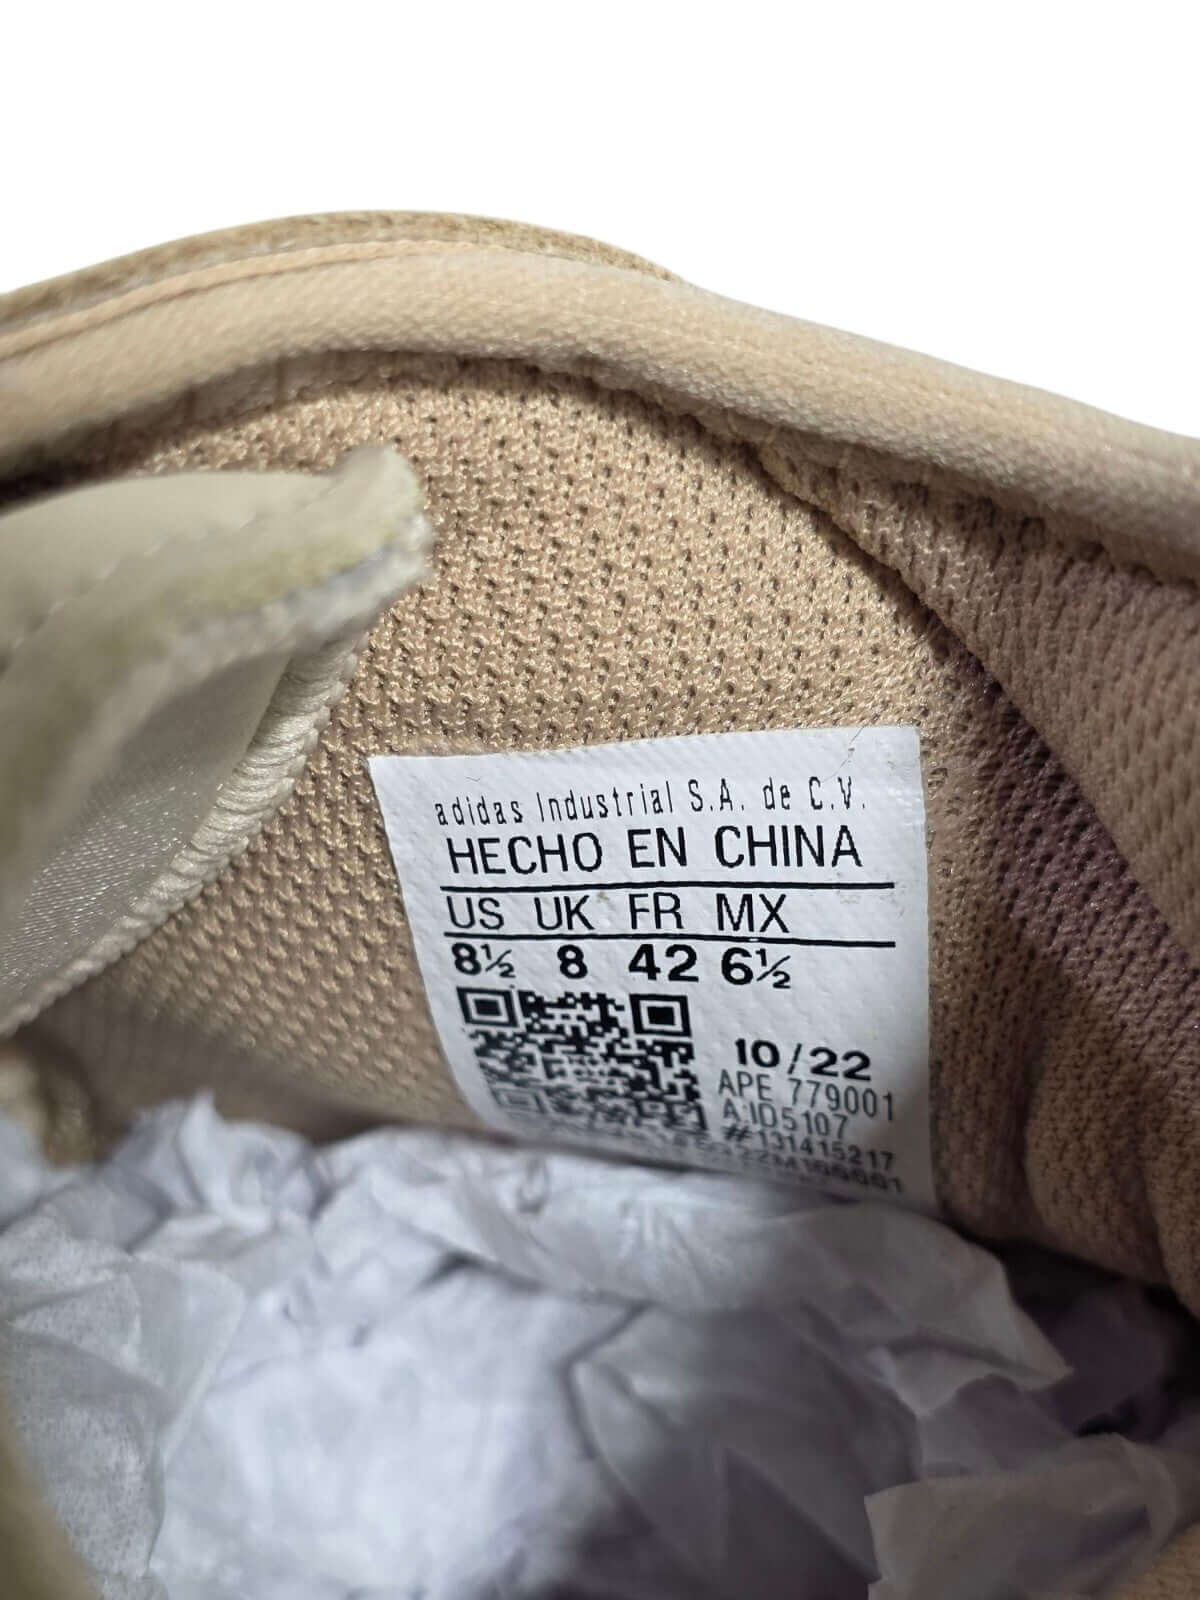 adidas Industrial S.A. de C.V.
HECHO EN CHINA
US UK FR MX
8½ 8 42 6½
10/22
APE 779001
A:ID5107
#131415217